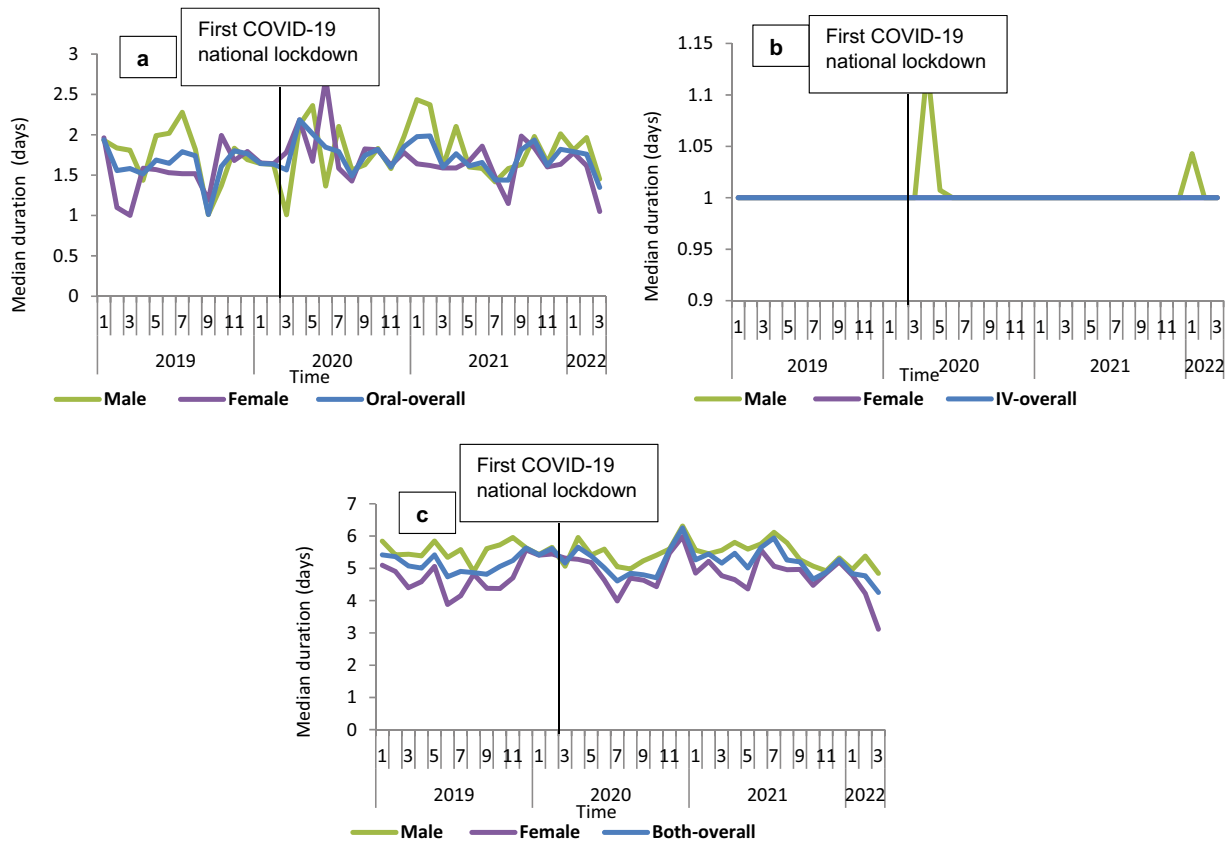 First COVID-19
national lockdown
a
Median duration (days)
3
2.5
2
1.5
1
0.5
0
1 3 5 7 9 11 1 3 5 7 9 11 1 3 5 7 9 11 1 3
2019 2020 2021 2022
Time
Male Female Oral-overall
First COVID-19
national lockdown
b
Median duration (days)
1.15
1.1
1.05
1
0.95
0.9
1 3 5 7 9 11 1 3 5 7 9 11 1 3 5 7 9 11 1 3
2019 2020 2021 2022
Time
Male Female IV-overall
First COVID-19
national lockdown
c
Median duration (days)
7
6
5
4
3
2
1
0
1 3 5 7 9 11 1 3 5 7 9 11 1 3 5 7 9 11 1 3
2019 2020 2021 2022
Time
Male Female Both-overall